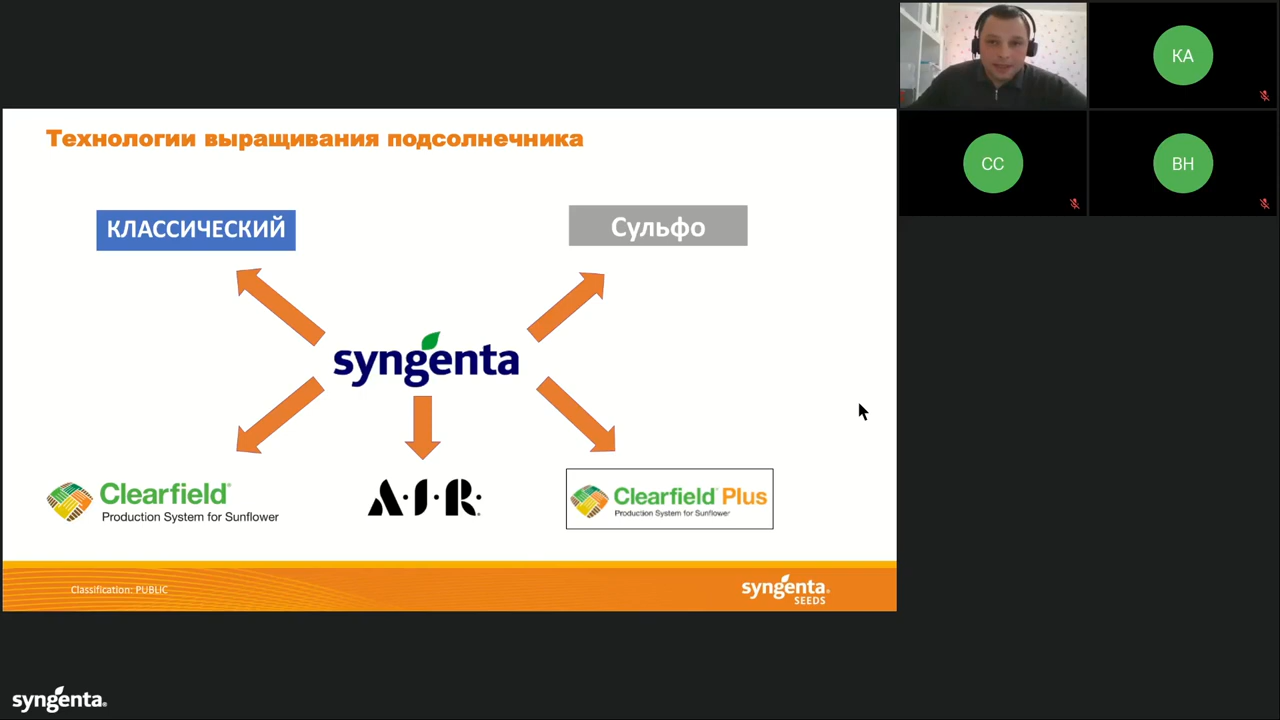 КА
СС
ВН
Технологии выращивания подсолнечника
КЛАССИЧЕСКИЙ
Сульфо
syngenta
Clearfield®
Production System for Sunflower
A·I·R·®
Clearfield® Plus
Production System for Sunflower
Classification: PUBLIC
syngenta®
SEEDS
syngenta®